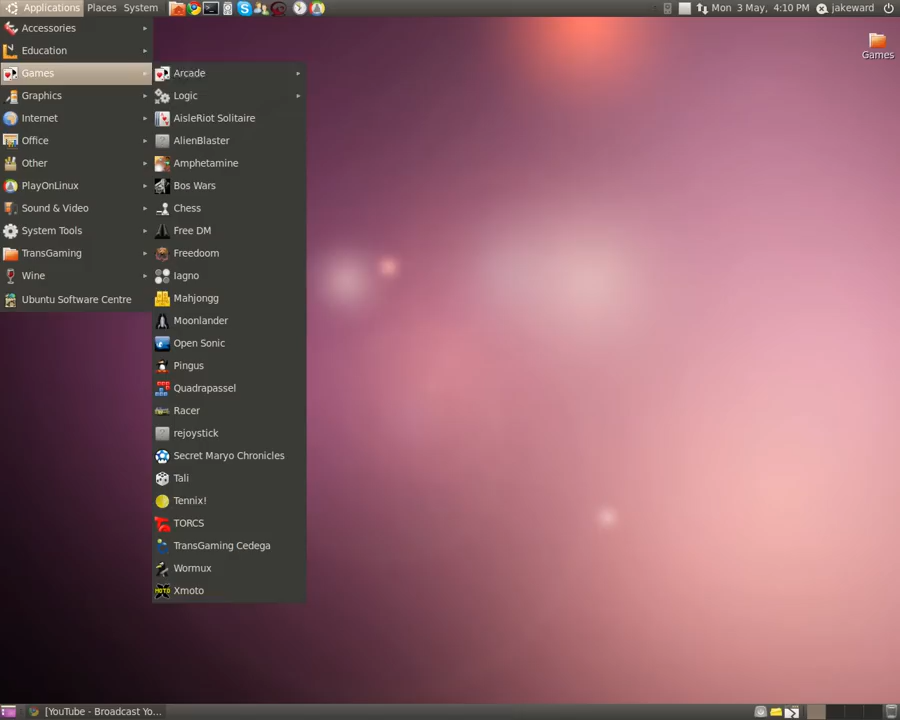 Applications Places System
Mon 3 May, 4:10 PM jakeward
Accessories
Education
Games
Graphics
Internet
Office
Other
PlayOnLinux
Sound & Video
System Tools
TransGaming
Wine
Ubuntu Software Centre
Arcade
Logic
AisleRiot Solitaire
AlienBlaster
Amphetamine
Bos Wars
Chess
Free DM
Freedoom
Iagno
Mahjongg
Moonlander
Open Sonic
Pingus
Quadrapassel
Racer
rejoystick
Secret Maryo Chronicles
Tali
Tennix!
TORCS
TransGaming Cedega
Wormux
Xmoto
MOTO
Games
[YouTube - Broadcast Yo...